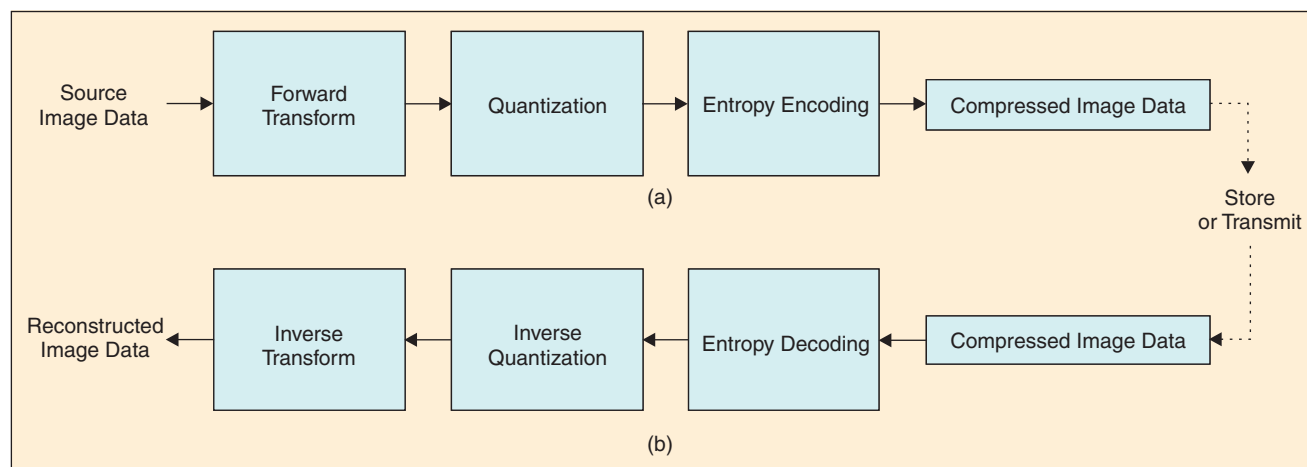 Source
Image Data
Forward
Transform
Quantization
Entropy Encoding
Compressed Image Data
(a)
Store
or Transmit
Reconstructed
Image Data
Inverse
Transform
Inverse
Quantization
Entropy Decoding
Compressed Image Data
(b)